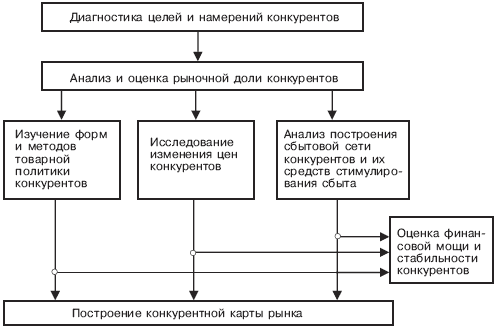 Диагностика целей и намерений конкурентов
Анализ и оценка рыночной доли конкурентов
Изучение форм
и методов
товарной
политики
конкурентов
Исследование
изменения цен
конкурентов
Анализ построения
сбытовой сети
конкурентов и их
средств стимулиро-
вания сбыта
Оценка финан-
совой мощи и
стабильности
конкурентов
Построение конкурентной карты рынка